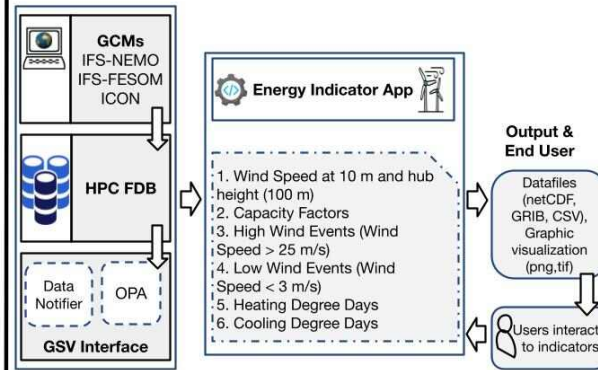 GCMs
IFS-NEMO
IFS-FESOM
ICON
HPC FDB
Data
Notifier
OPA
GSV Interface
Energy Indicator App
1. Wind Speed at 10 m and hub
height (100 m)
2. Capacity Factors
3. High Wind Events (Wind
Speed > 25 m/s)
4. Low Wind Events (Wind
Speed < 3 m/s)
5. Heating Degree Days
6. Cooling Degree Days
Output &
End User
Datafiles
(netCDF,
GRIB, CSV),
Graphic
visualization
(png,tif)
Users interact
to indicators